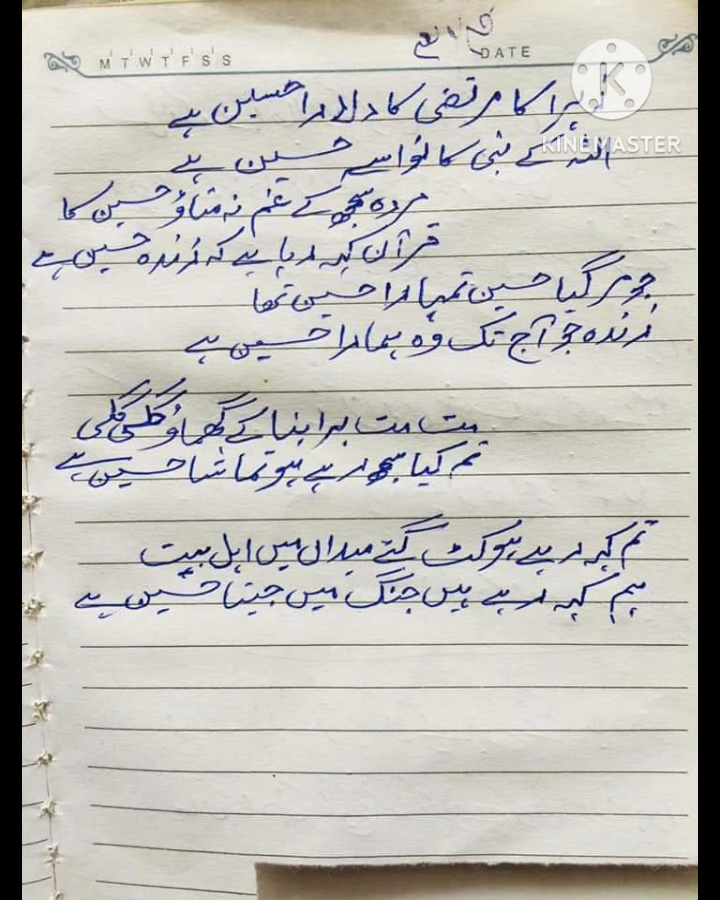 M T W T F S S
DATE
KINEMASTER
زہرا کا مرتضی کا دلارا حسین ہے
اللہ کے نبی کا نواسہ حسین ہے
مردہ سمجھ کے غم نہ مناؤ حسین کا
قرآن کہہ رہا ہے کہ زندہ حسین ہے
جو مر گیا حسین تمہارا حسین تھا
زندہ جو آج تک وہ ہمارا حسین ہے
مت مت بنا کے گھماؤ گلی گلی
تم کیا سمجھ رہے ہو تماشا حسین ہے
تم کہہ رہے ہو کٹ گئے میداں میں اہل بیت
ہم کہہ رہے ہیں جنگ میں جیتا حسین ہے